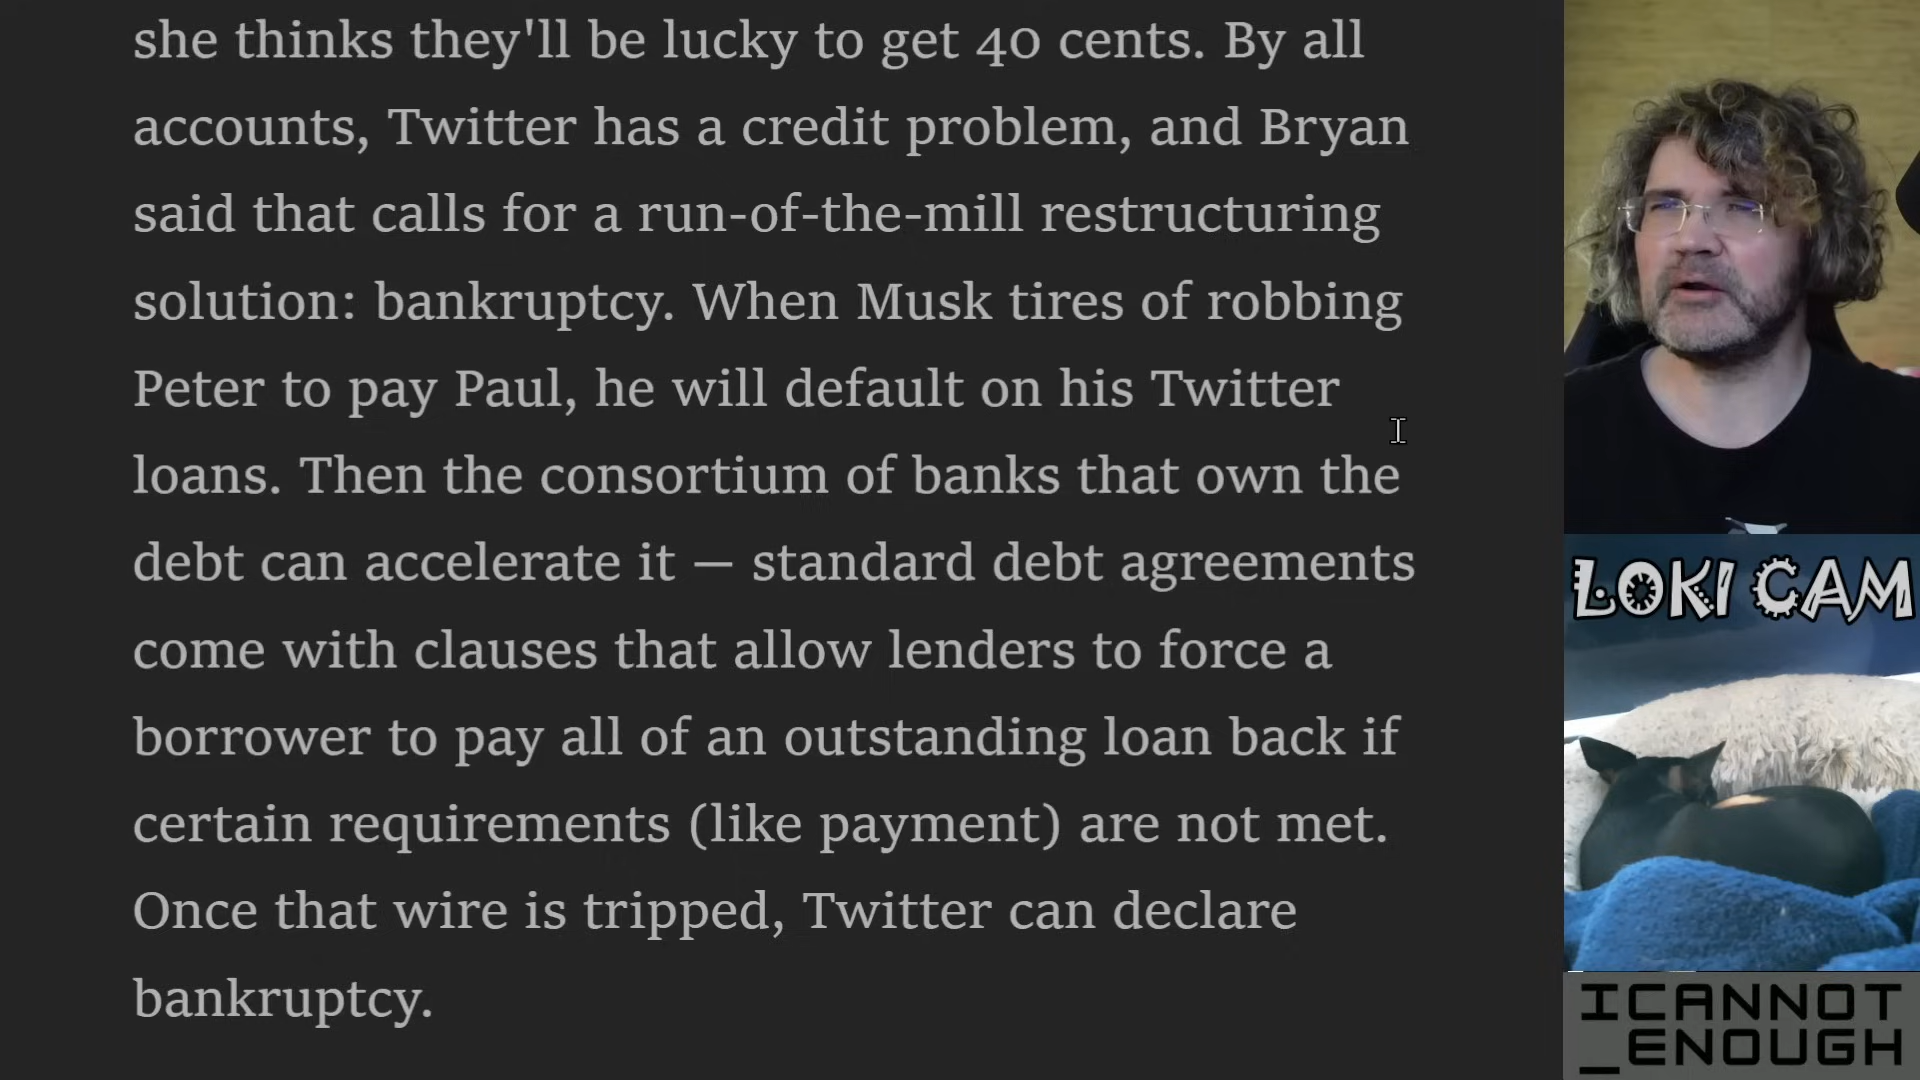 she thinks they'll be lucky to get 40 cents. By all
accounts, Twitter has a credit problem, and Bryan
said that calls for a run-of-the-mill restructuring
solution: bankruptcy. When Musk tires of robbing
Peter to pay Paul, he will default on his Twitter
loans. Then the consortium of banks that own the
debt can accelerate it — standard debt agreements
come with clauses that allow lenders to force a
borrower to pay all of an outstanding loan back if
certain requirements (like payment) are not met.
Once that wire is tripped, Twitter can declare
bankruptcy.
LOKI CAM
ICANNOT
_ENOUGH